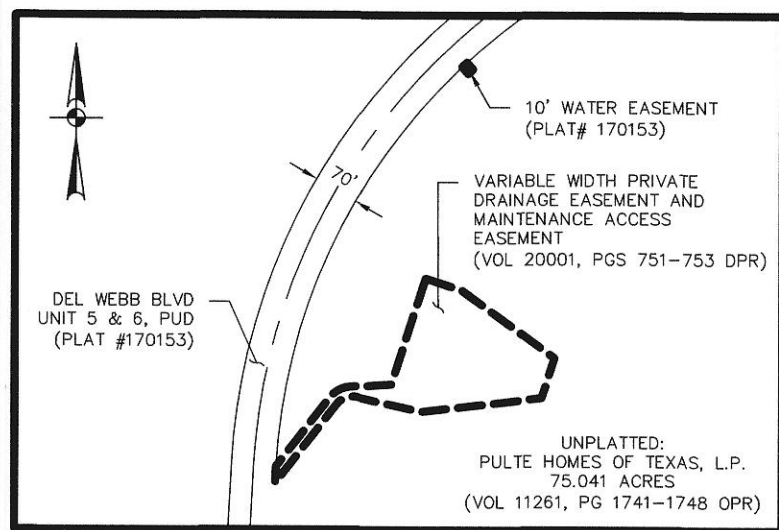 10' WATER EASEMENT
(PLAT# 170153)
70'
VARIABLE WIDTH PRIVATE
DRAINAGE EASEMENT AND
MAINTENANCE ACCESS
EASEMENT
(VOL 20001, PGS 751-753 DPR)
DEL WEBB BLVD
UNIT 5 & 6, PUD
(PLAT #170153)
UNPLATTED:
PULTE HOMES OF TEXAS, L.P.
75.041 ACRES
(VOL 11261, PG 1741-1748 OPR)